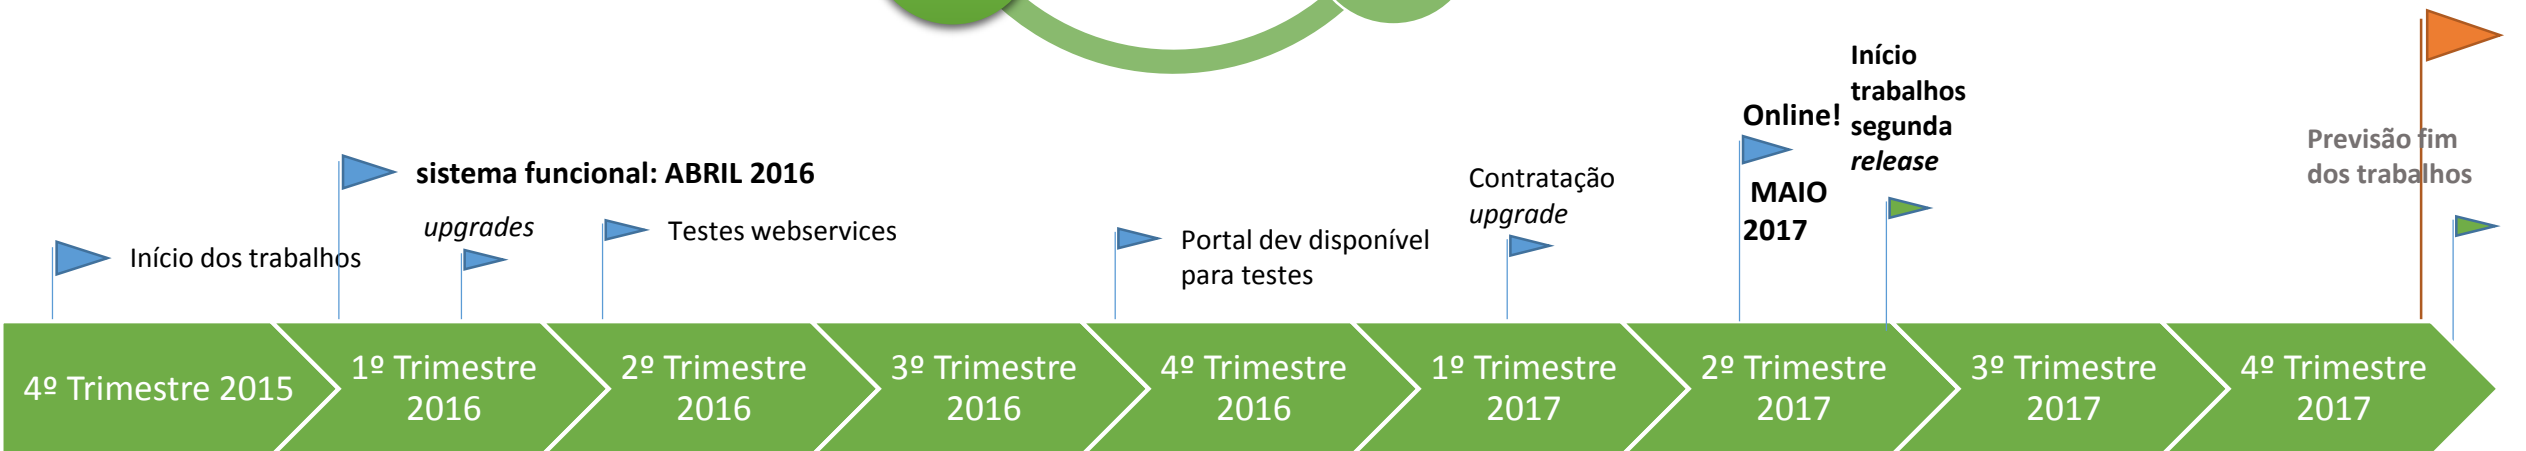 Início dos trabalhos
sistema funcional: ABRIL 2016
upgrades
Testes webservices
Portal dev disponível
para testes
Contratação
upgrade
Online!
MAIO
2017
Início
trabalhos
segunda
release
Previsão fim
dos trabalhos
4º Trimestre 2015
1º Trimestre
2016
2º Trimestre
2016
3º Trimestre
2016
4º Trimestre
2016
1º Trimestre
2017
2º Trimestre
2017
3º Trimestre
2017
4º Trimestre
2017